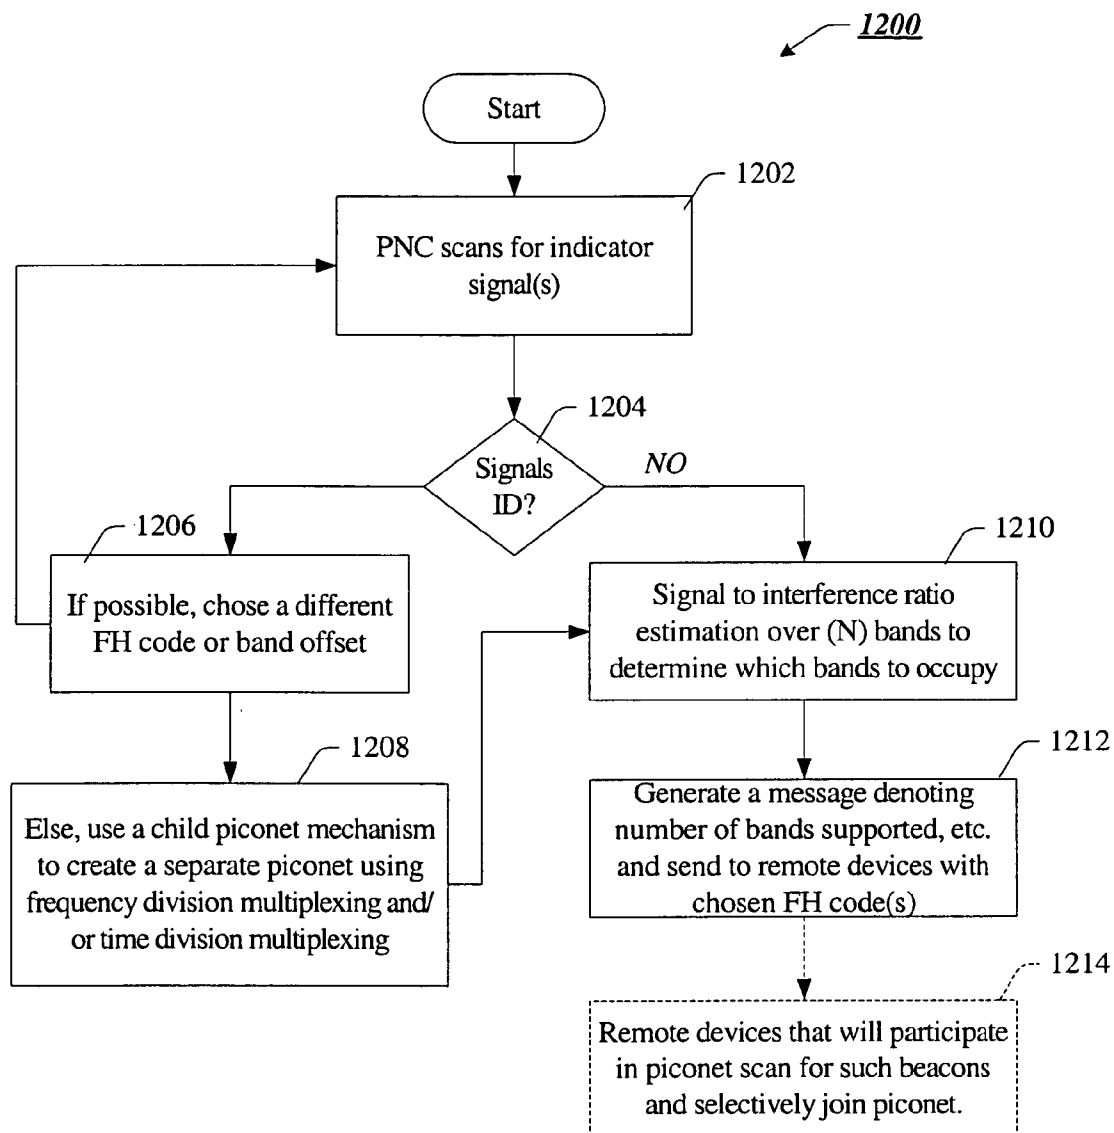 1200
Start
1202
PNC scans for indicator
signal(s)
1204
Signals
ID?
NO
1206
If possible, chose a different
FH code or band offset
1210
Signal to interference ratio
estimation over (N) bands to
determine which bands to occupy
1208
Else, use a child piconet mechanism
to create a separate piconet using
frequency division multiplexing and/
or time division multiplexing
1212
Generate a message denoting
number of bands supported, etc.
and send to remote devices with
chosen FH code(s)
1214
Remote devices that will participate
in piconet scan for such beacons
and selectively join piconet.